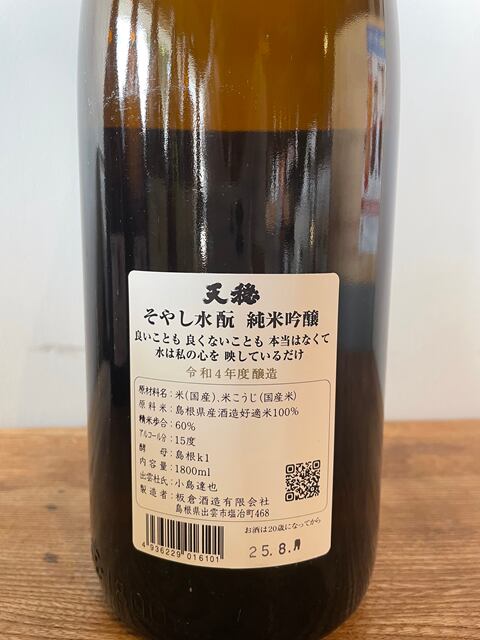 天穏
そやし水酛 純米吟醸
良いことも 良くないことも 本当はなくて
水は私の心を 映しているだけ
令和4年度醸造
原材料名：米(国産)、米こうじ(国産米)
原料米：島根県産酒造好適米100%
精米歩合：60%
アルコール分：15度
酵母：島根k1
内容量：1800ml
出雲杜氏：小島達也
製造者：板倉酒造有限会社
島根県出雲市塩冶町468
お酒は20歳になってから
25.8.月
4 936229 016101